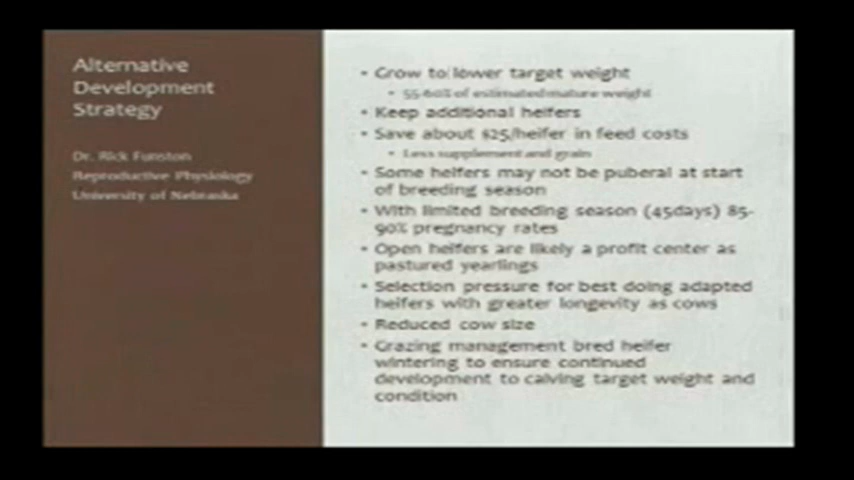 Alternative
Development
Strategy
Dr. Rick Funston
Reproductive Physiology
University of Nebraska
• Grow to lower target weight
• 55-60% of estimated mature weight
• Keep additional heifers
• Save about $25/heifer in feed costs
• Less supplement and grain
• Some heifers may not be puberal at start
of breeding season
• With limited breeding season (45days) 85-
90% pregnancy rates
• Open heifers are likely a profit center as
pastured yearlings
• Selection pressure for best doing adapted
heifers with greater longevity as cows
• Reduced cow size
• Grazing management bred heifer
wintering to ensure continued
development to calving target weight and
condition